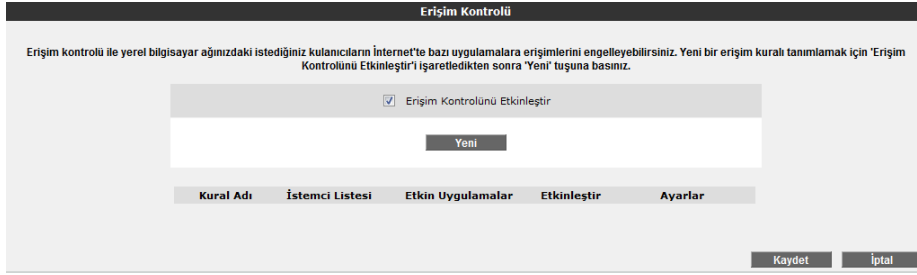 Erişim Kontrolü
Erişim kontrolü ile yerel bilgisayar ağınızdaki istediğiniz kulanıcıların İnternet'te bazı uygulamalara erişimlerini engelleyebilirsiniz. Yeni bir erişim kuralı tanımlamak için 'Erişim
Kontrolünü Etkinleştir'i işaretledikten sonra 'Yeni' tuşuna basınız.
Erişim Kontrolünü Etkinleştir
Yeni
Kural Adı İstemci Listesi Etkin Uygulamalar Etkinleştir Ayarlar
Kaydet İptal